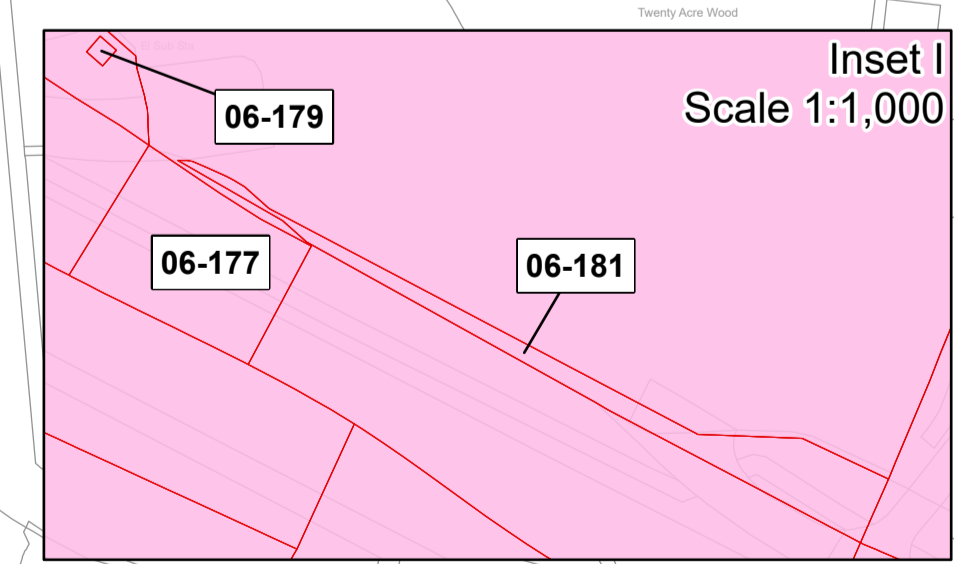 Twenty Acre Wood
El Sub Sta
Inset I
Scale 1:1,000
06-179
06-177
06-181